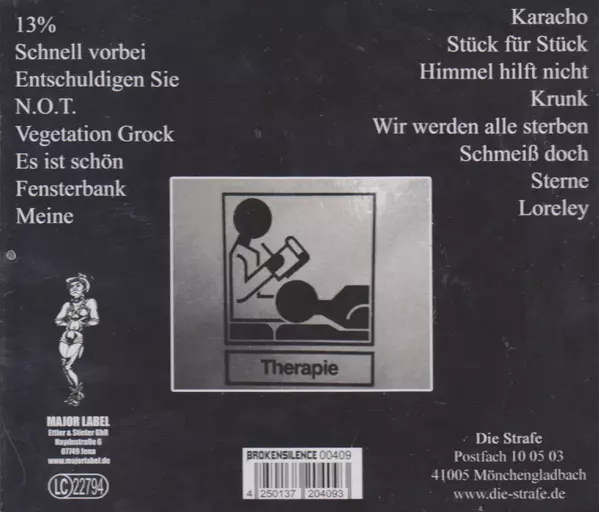 13%
Schnell vorbei
Entschuldigen Sie
N.O.T.
Vegetation Grock
Es ist schön
Fensterbank
Meine
Karacho
Stück für Stück
Himmel hilft nicht
Krunk
Wir werden alle sterben
Schmeiß doch
Sterne
Loreley
Therapie
MAJOR LABEL
Ettler & Stieler GbR
Haydnstraße 6
07749 Jena
www.majorlabel.de
LC 22794
BROKENSILENCE 00409
4 250137 204093
Die Strafe
Postfach 10 05 03
41005 Mönchengladbach
www.die-strafe.de